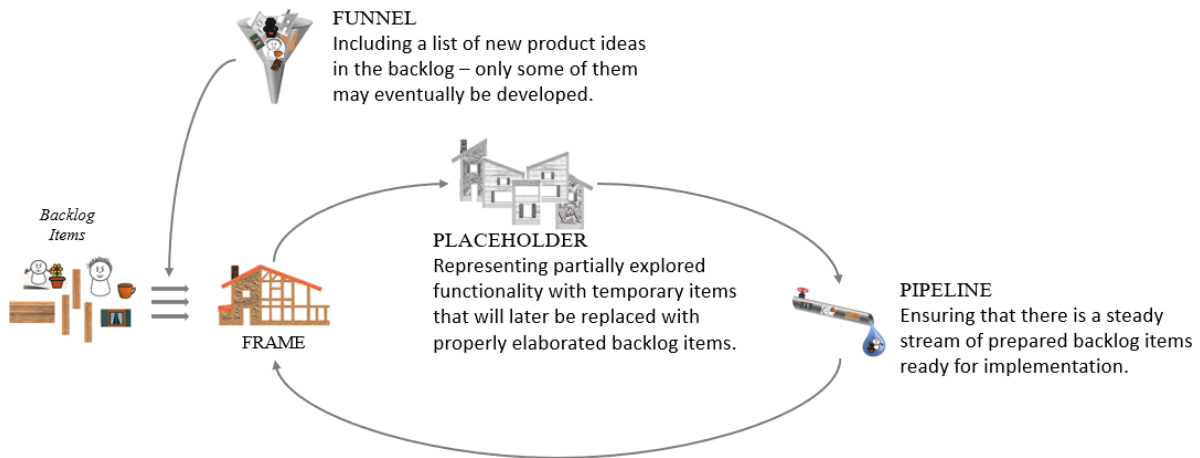 FUNNEL
Including a list of new product ideas
in the backlog – only some of them
may eventually be developed.
Backlog
Items
FRAME
PLACEHOLDER
Representing partially explored
functionality with temporary items
that will later be replaced with
properly elaborated backlog items.
PIPELINE
Ensuring that there is a steady
stream of prepared backlog items
ready for implementation.